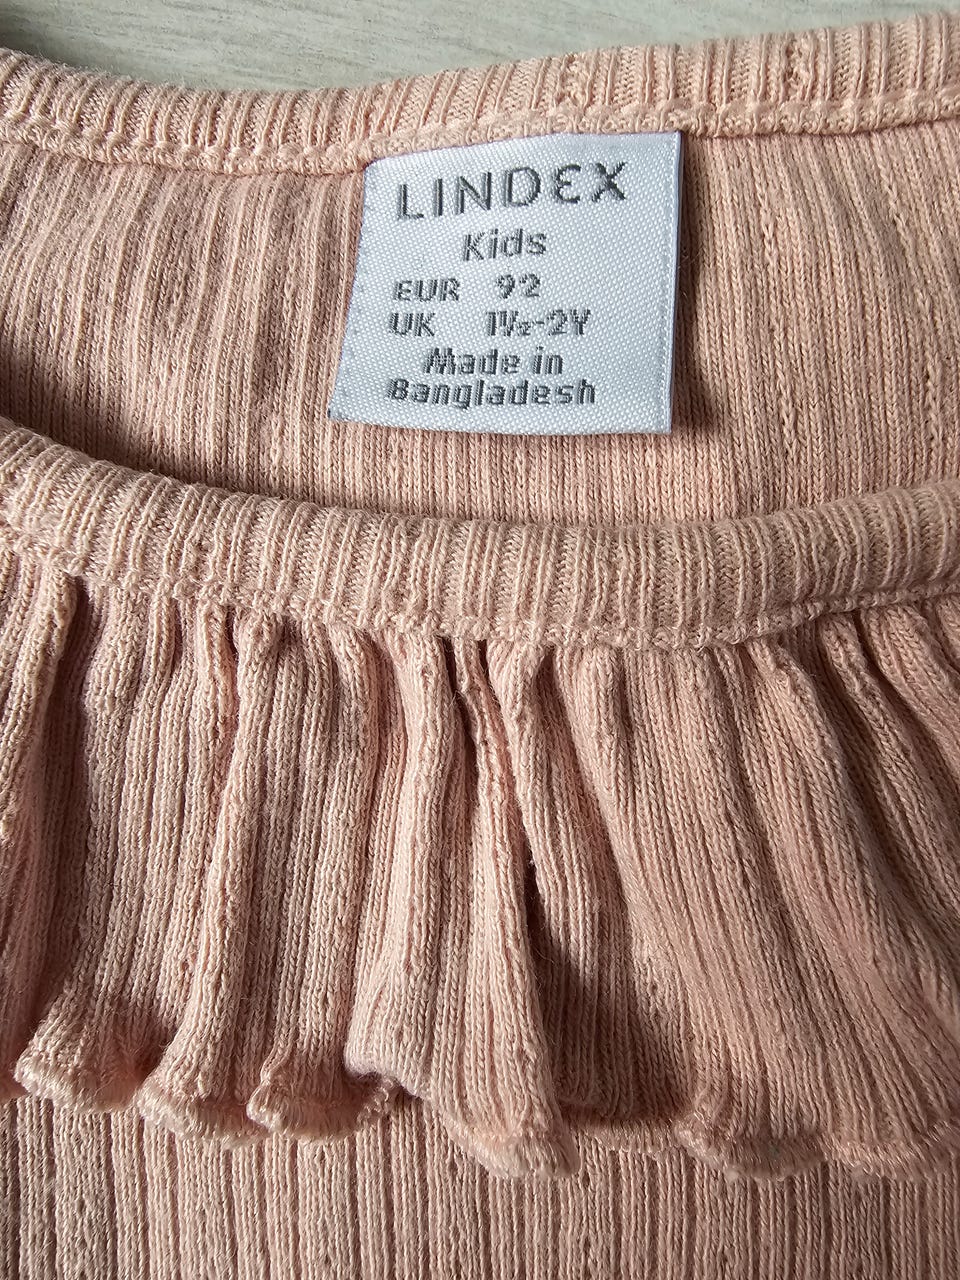 LINDEX
Kids
EUR 92
UK 1½-2Y
Made in
Bangladesh